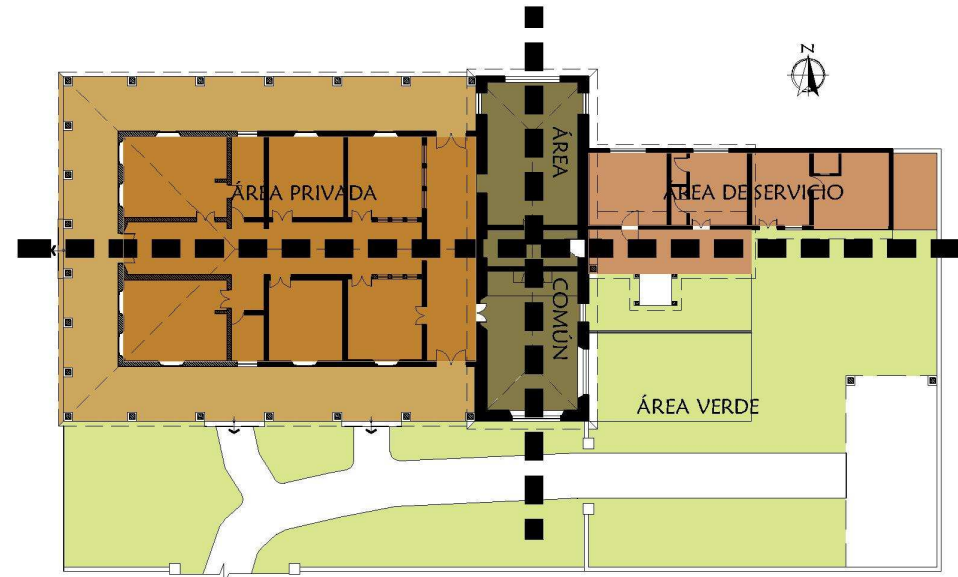 N
ÁREA
ÁREA PRIVADA
ÁREA DE SERVICIO
COMÚN
ÁREA VERDE